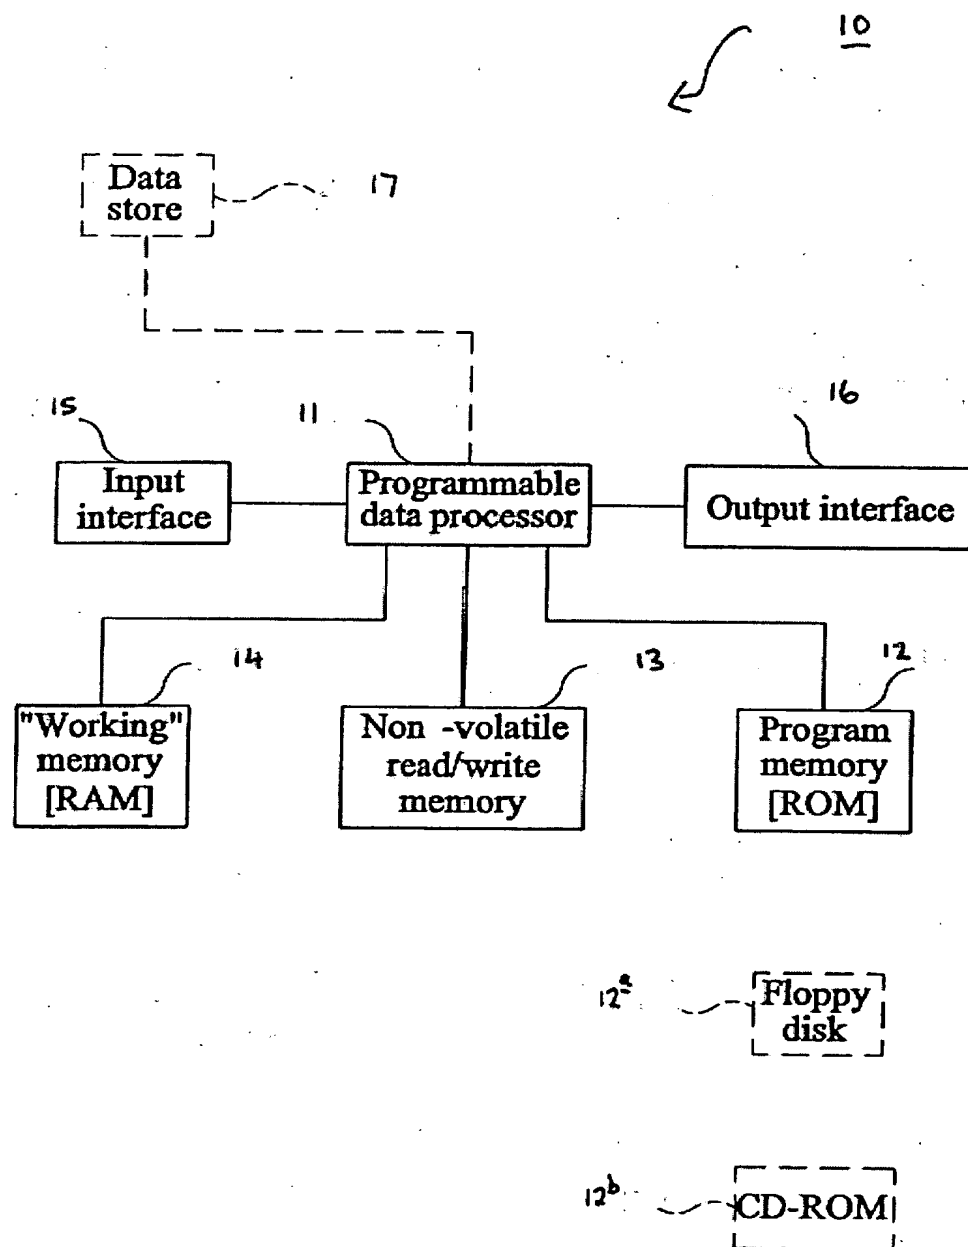 10
Data
store
17
15
11
16
Input
interface
Programmable
data processor
Output interface
14
13
12
"Working"
memory
[RAM]
Non -volatile
read/write
memory
Program
memory
[ROM]
12a
Floppy
disk
12b
CD-ROM